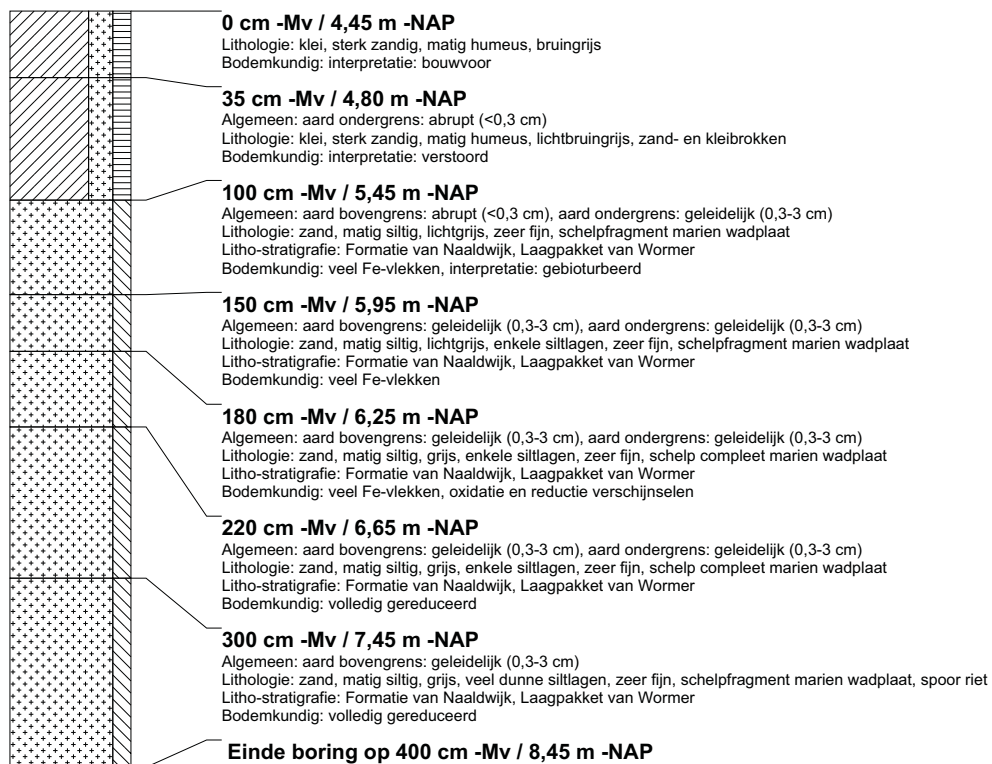 0 cm -Mv / 4,45 m -NAP
Lithologie: klei, sterk zandig, matig humeus, bruingrijs
Bodemkundig: interpretatie: bouwvoor
35 cm -Mv / 4,80 m -NAP
Algemeen: aard ondergrens: abrupt (<0,3 cm)
Lithologie: klei, sterk zandig, matig humeus, lichtbruingrijs, zand- en kleibrokken
Bodemkundig: interpretatie: verstoord
100 cm -Mv / 5,45 m -NAP
Algemeen: aard bovengrens: abrupt (<0,3 cm), aard ondergrens: geleidelijk (0,3-3 cm)
Lithologie: zand, matig siltig, lichtgrijs, zeer fijn, schelpfragment marien wadplaat
Litho-stratigrafie: Formatie van Naaldwijk, Laagpakket van Wormer
Bodemkundig: veel Fe-vlekken, interpretatie: gebioturbeerd
150 cm -Mv / 5,95 m -NAP
Algemeen: aard bovengrens: geleidelijk (0,3-3 cm), aard ondergrens: geleidelijk (0,3-3 cm)
Lithologie: zand, matig siltig, lichtgrijs, enkele siltlagen, zeer fijn, schelpfragment marien wadplaat
Litho-stratigrafie: Formatie van Naaldwijk, Laagpakket van Wormer
Bodemkundig: veel Fe-vlekken
180 cm -Mv / 6,25 m -NAP
Algemeen: aard bovengrens: geleidelijk (0,3-3 cm), aard ondergrens: geleidelijk (0,3-3 cm)
Lithologie: zand, matig siltig, grijs, enkele siltlagen, zeer fijn, schelp compleet marien wadplaat
Litho-stratigrafie: Formatie van Naaldwijk, Laagpakket van Wormer
Bodemkundig: veel Fe-vlekken, oxidatie en reductie verschijnselen
220 cm -Mv / 6,65 m -NAP
Algemeen: aard bovengrens: geleidelijk (0,3-3 cm), aard ondergrens: geleidelijk (0,3-3 cm)
Lithologie: zand, matig siltig, grijs, enkele siltlagen, zeer fijn, schelp compleet marien wadplaat
Litho-stratigrafie: Formatie van Naaldwijk, Laagpakket van Wormer
Bodemkundig: volledig gereduceerd
300 cm -Mv / 7,45 m -NAP
Algemeen: aard bovengrens: geleidelijk (0,3-3 cm)
Lithologie: zand, matig siltig, grijs, veel dunne siltlagen, zeer fijn, schelpfragment marien wadplaat, spoor riet
Litho-stratigrafie: Formatie van Naaldwijk, Laagpakket van Wormer
Bodemkundig: volledig gereduceerd
Einde boring op 400 cm -Mv / 8,45 m -NAP